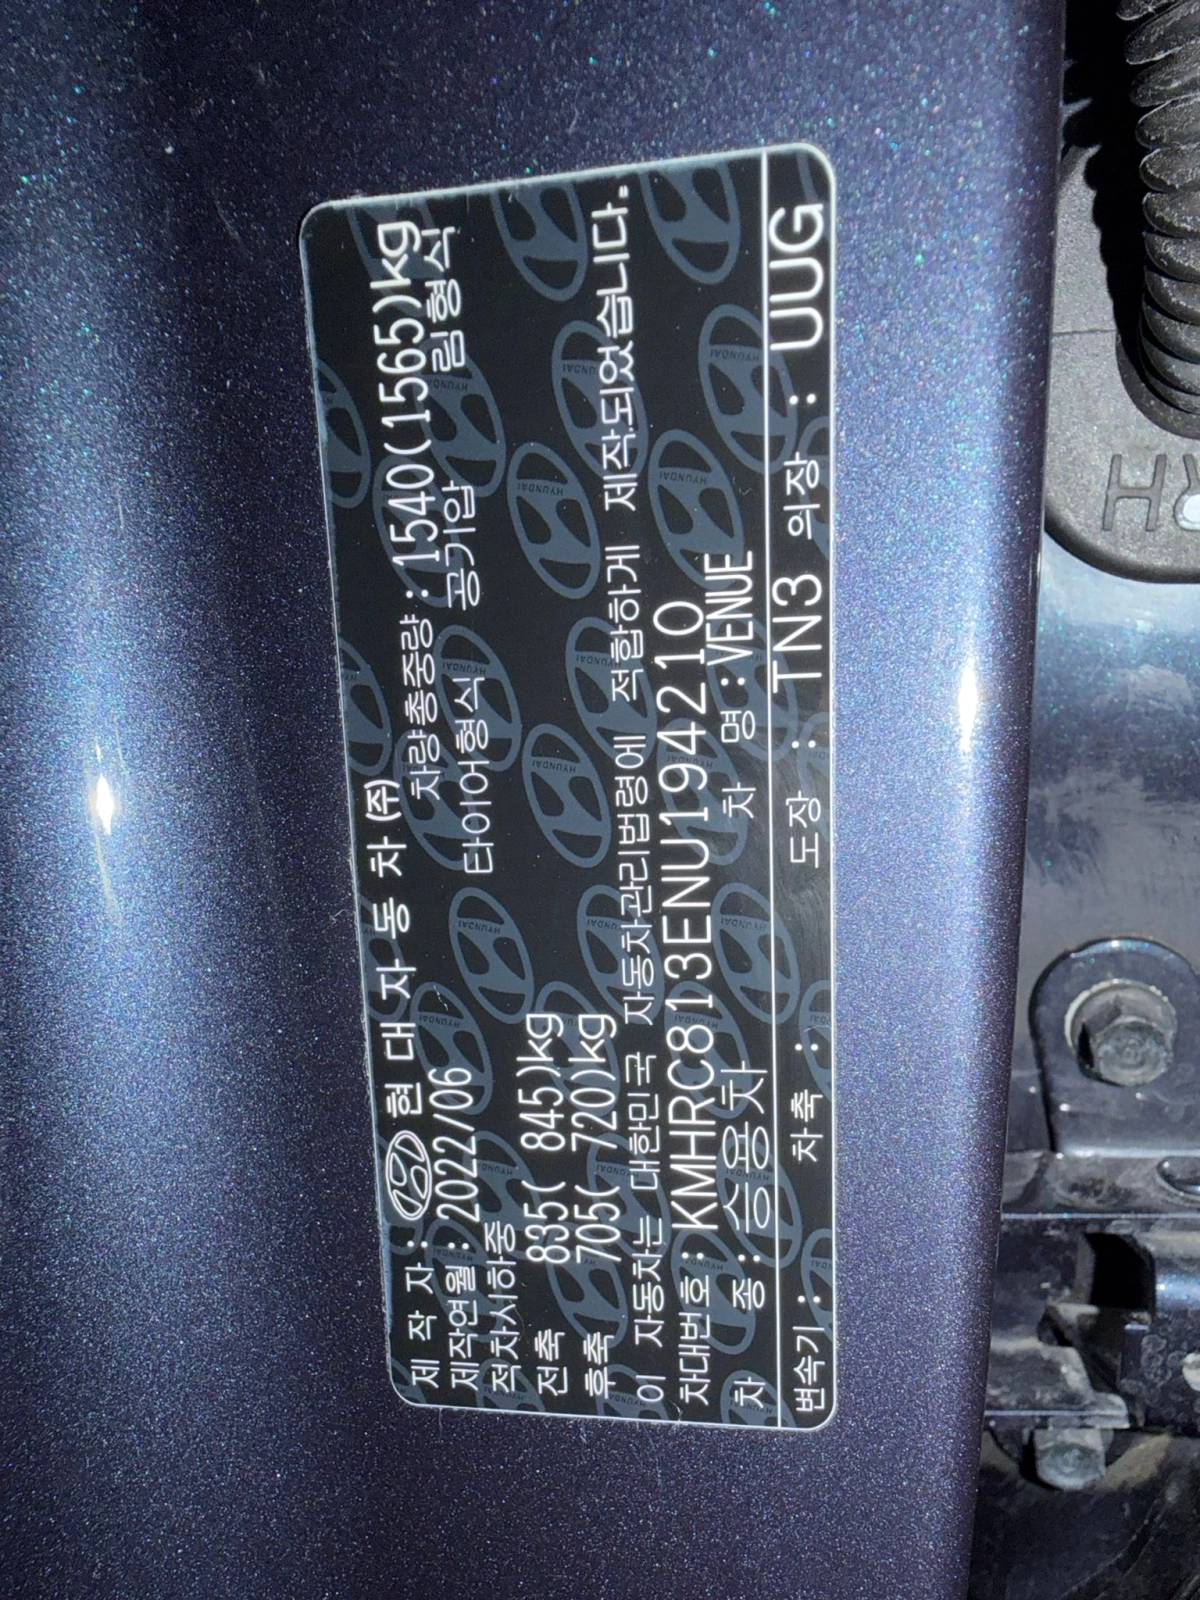 제 작 자 : 현 대 자 동 차 ㈜
제작연월 : 2022/06 차량총중량 : 1540(1565)kg
적차시하중 타이어형식 공기압 림형식
전축 835( 845)kg
후축 705( 720)kg
이 자동차는 대한민국 자동차관리법령에 적합하게 제작되었습니다.
차대번호 : KMHRC813ENU194210
차 종 : 승용차 차 명 : VENUE
변속기 : 차축 : 도장 : TN3 의장 : UUG